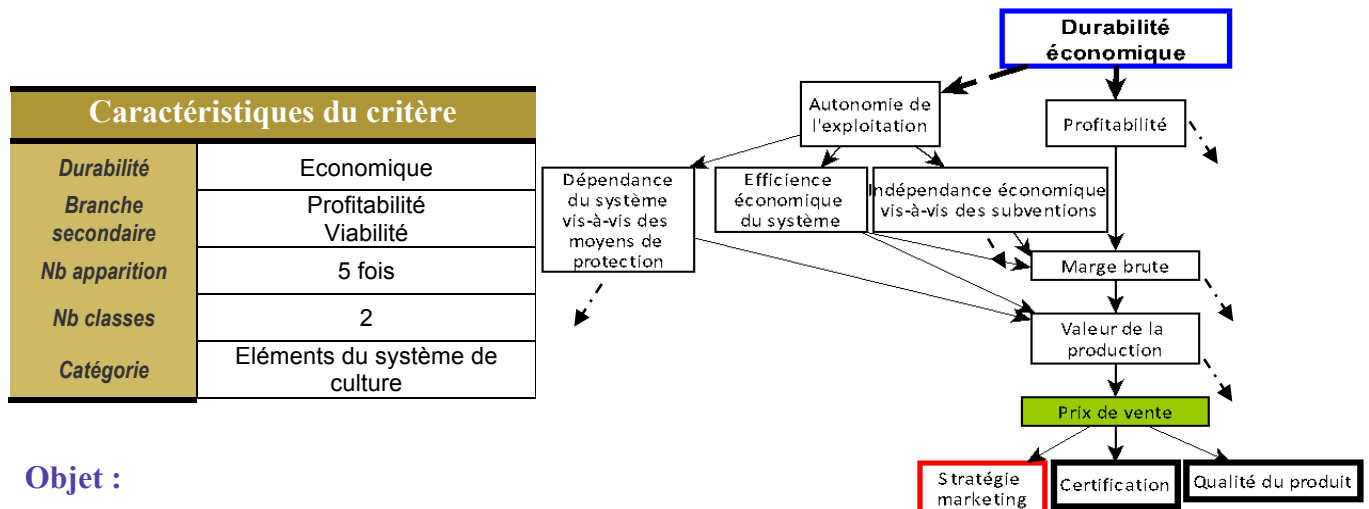 Caractéristiques du critère
Durabilité
Economique
Branche
secondaire
Profitabilité
Viabilité
Nb apparition
5 fois
Nb classes
2
Catégorie
Eléments du système de
culture
Objet :
Durabilité
économique
Autonomie de
l'exploitation
Profitabilité
Dépendance
du système
vis-à-vis des
moyens de
protection
Efficience
économique
du système
Indépendance économique
vis-à-vis des subventions
Marge brute
Valeur de la
production
Prix de vente
Stratégie
marketing
Certification
Qualité du produit